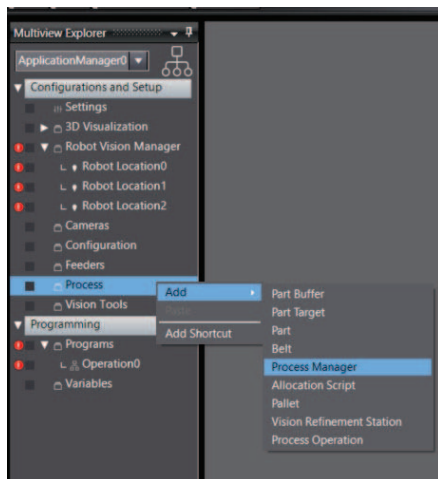 Multiview Explorer
ApplicationManager0
Configurations and Setup
Settings
3D Visualization
Robot Vision Manager
Robot Location0
Robot Location1
Robot Location2
Cameras
Configuration
Feeders
Process
Vision Tools
Programming
Programs
Operation0
Variables
Add
Paste
Add Shortcut
Part Buffer
Part Target
Part
Belt
Process Manager
Allocation Script
Pallet
Vision Refinement Station
Process Operation